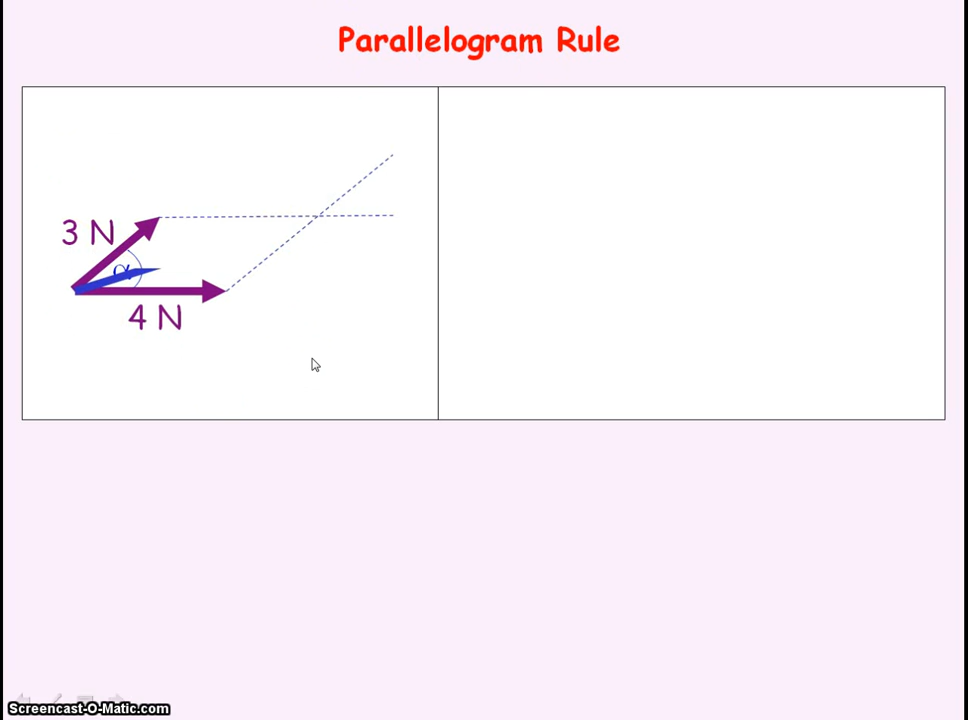 Parallelogram Rule
3 N
α
4 N
Screencast-O-Matic.com